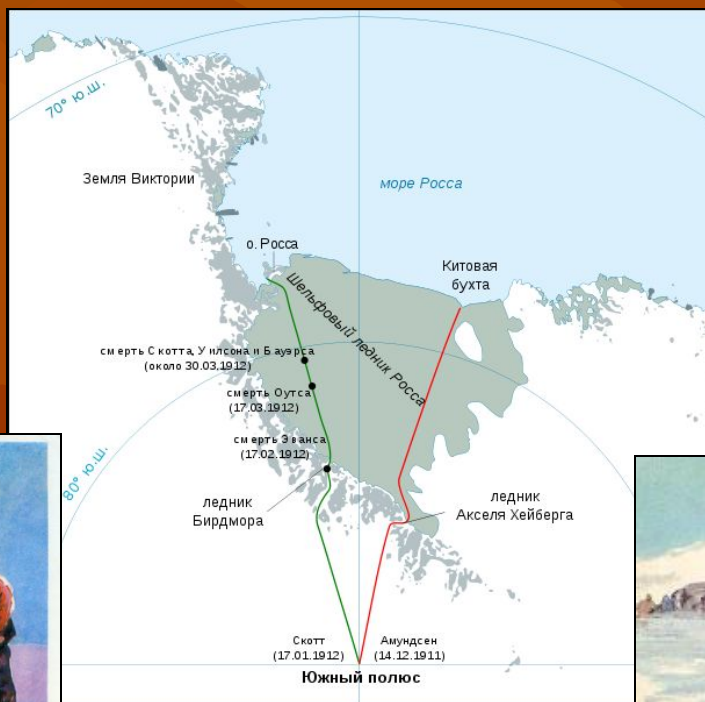 70° ю.ш.
Земля Виктории
море Росса
о. Росса
Китовая
бухта
Шельфовый ледник Росса
смерть Скотта, Уилсона и Бауэрса
(около 30.03.1912)
смерть Оутса
(17.03.1912)
смерть Эванса
(17.02.1912)
80° ю.ш.
ледник
Бирдмора
ледник
Акселя Хейберга
Скотт
(17.01.1912)
Амундсен
(14.12.1911)
Южный полюс